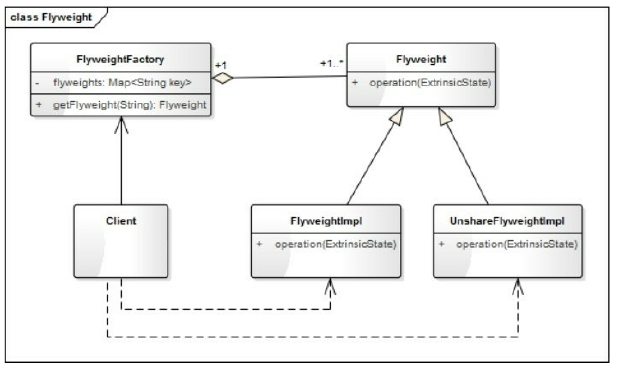 class Flyweight
FlyweightFactory
- flyweights: Map<String key>
+ getFlyweight(String): Flyweight
+1
+1..*
Flyweight
+ operation(ExtrinsicState)
Client
FlyweightImpl
+ operation(ExtrinsicState)
UnshareFlyweightImpl
+ operation(ExtrinsicState)